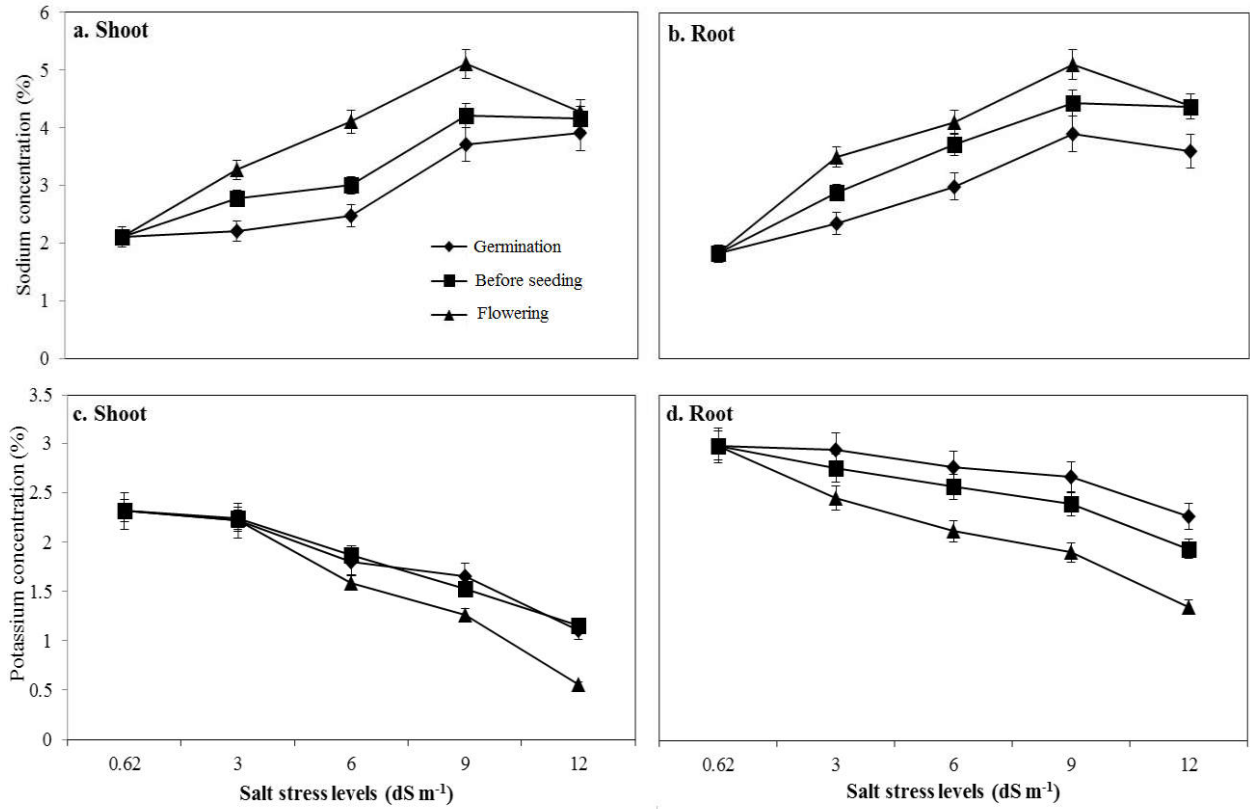 a. Shoot
b. Root
Sodium concentration (%)
6
5
4
3
2
1
0
Germination
Before seeding
Flowering
c. Shoot
d. Root
Potassium concentration (%)
3.5
3
2.5
2
1.5
1
0.5
0
0.62 3 6 9 12
0.62 3 6 9 12
Salt stress levels (dS m-1)
Salt stress levels (dS m-1)